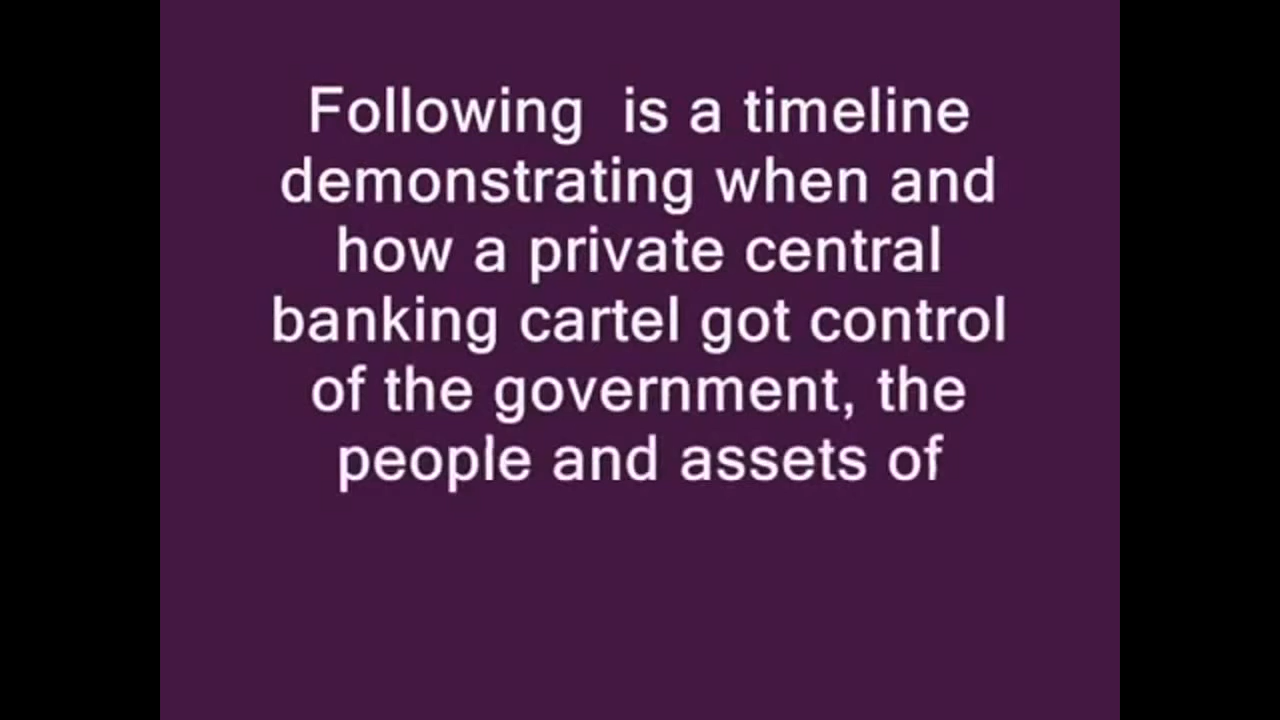 Following  is a timeline
demonstrating when and
how a private central
banking cartel got control
of the government, the
people and assets of